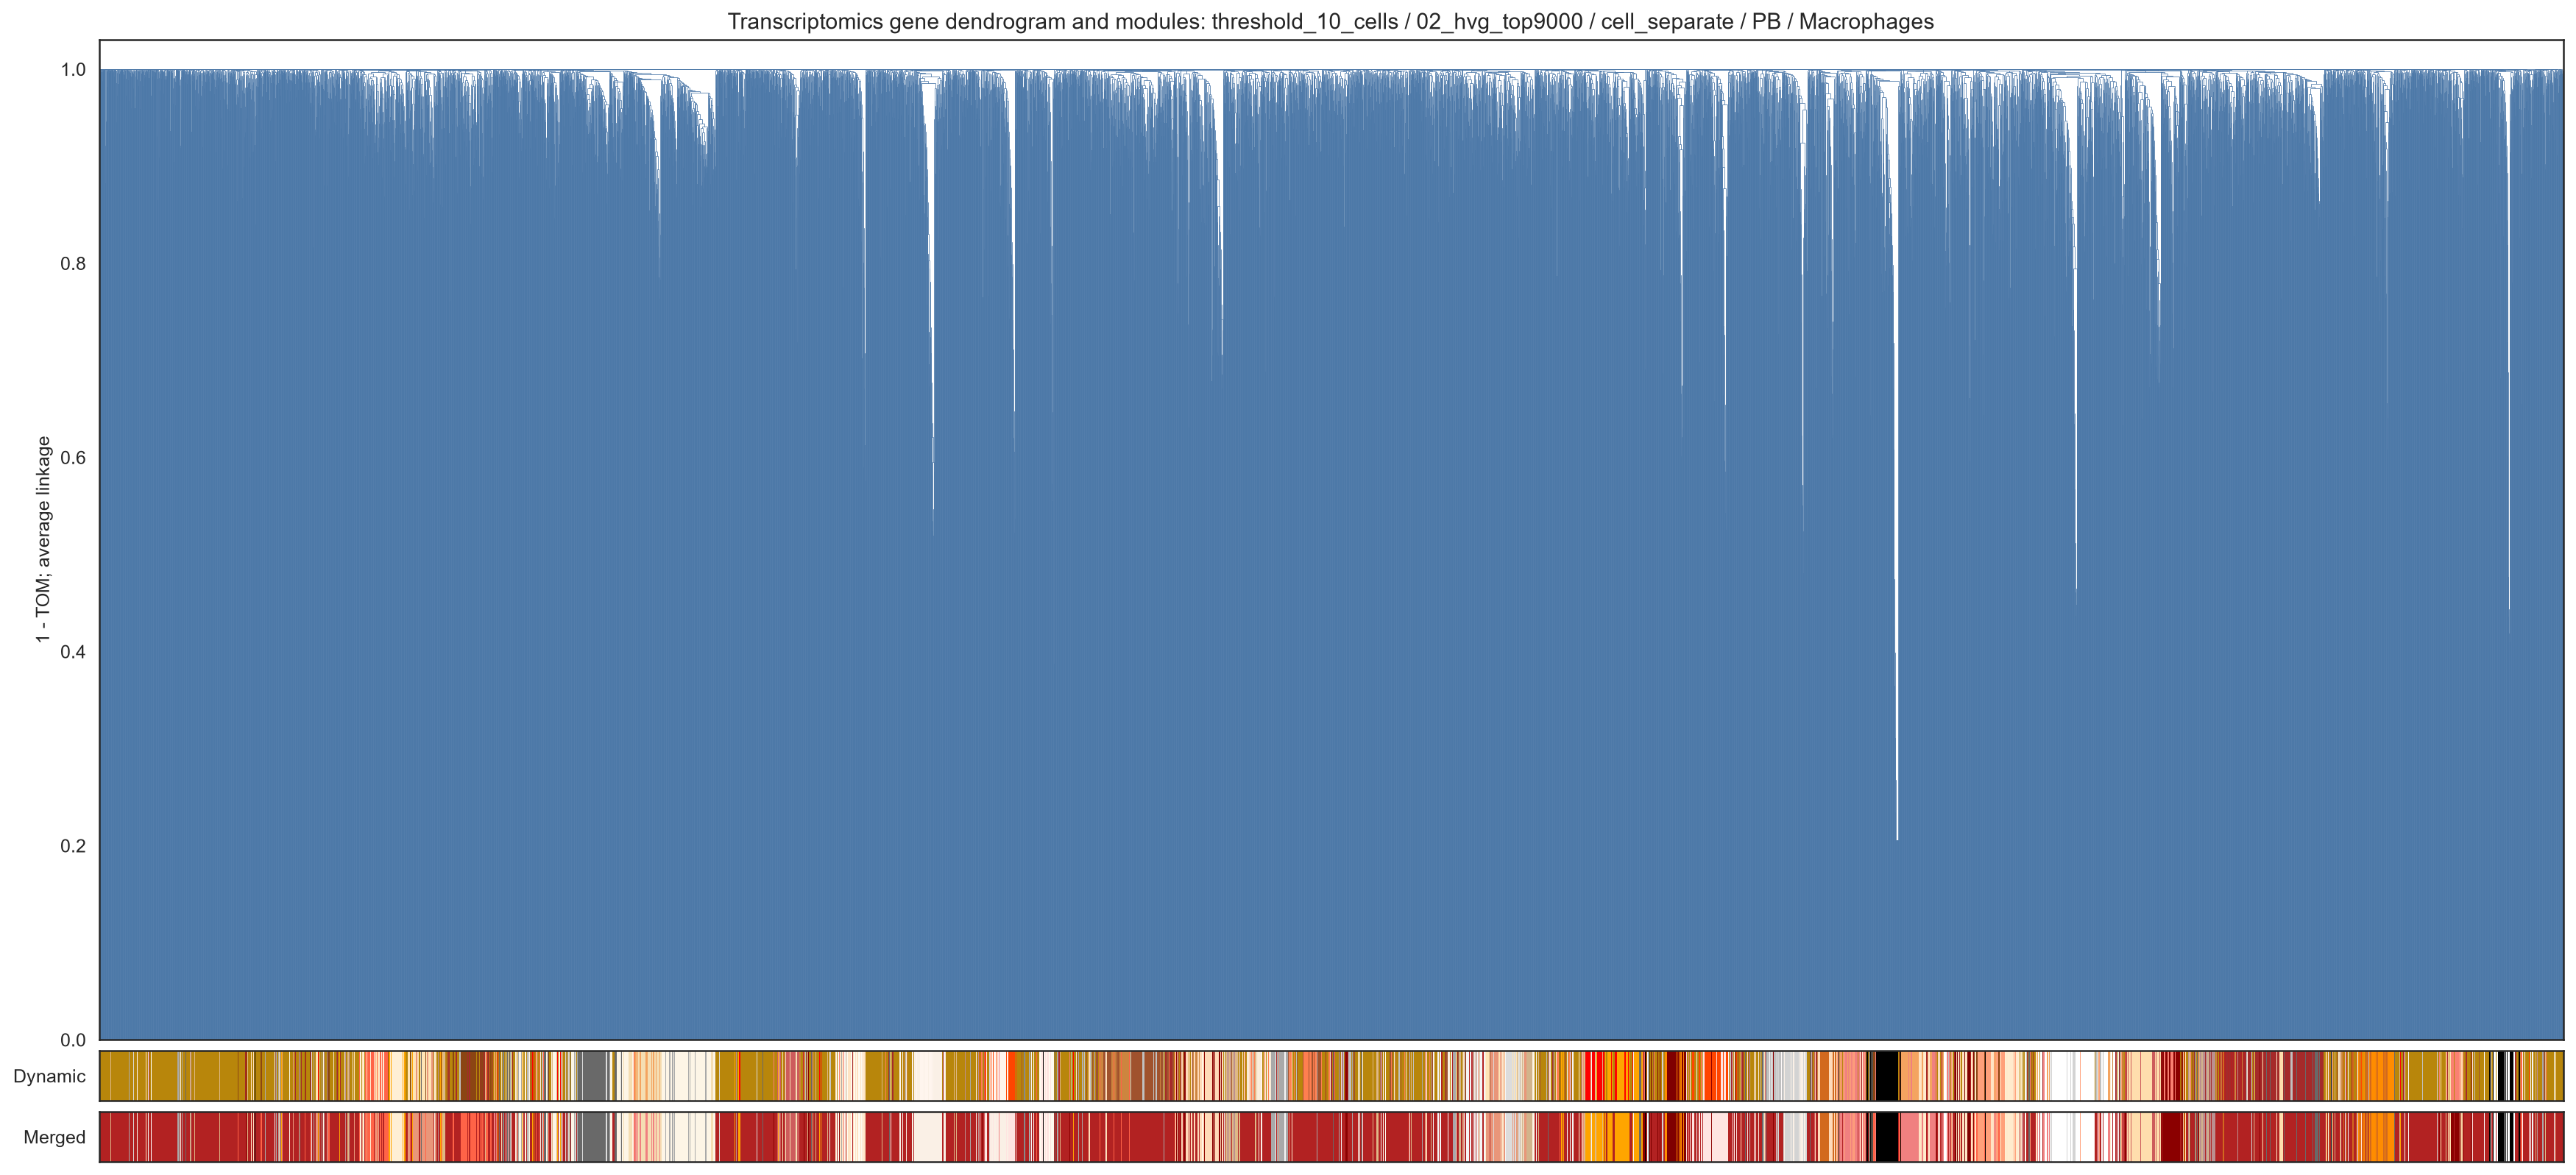 Transcriptomics gene dendrogram and modules: threshold_10_cells / 02_hvg_top9000 / cell_separate / PB / Macrophages
1.0
0.8
0.6
0.4
0.2
0.0
1 - TOM; average linkage
Dynamic
Merged